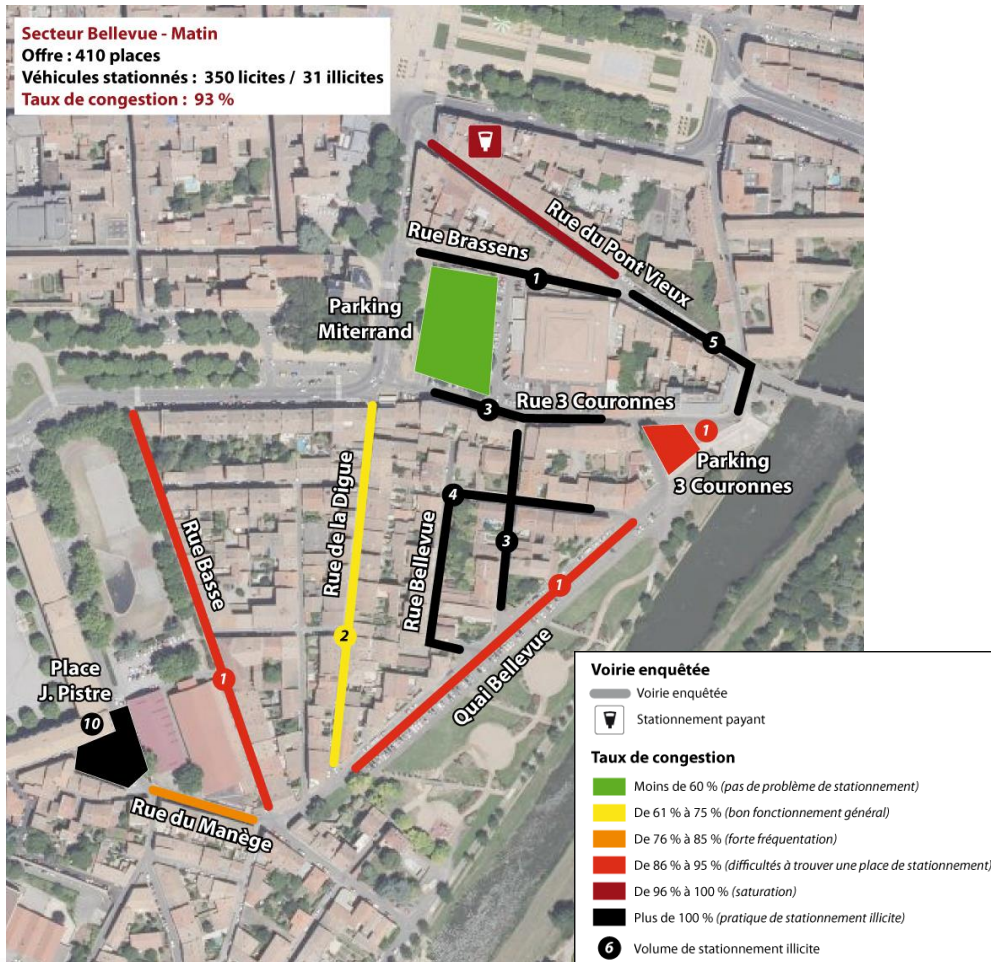 Secteur Bellevue - Matin
Offre : 410 places
Véhicules stationnés : 350 licites / 31 illicites
Taux de congestion : 93 %
Rue du Pont Vieux
Rue Brassens
1
Parking
Miterrand
5
Rue 3 Couronnes
3
1
Parking
3 Couronnes
Rue Basse
Rue de la Digue
4
Rue Bellevue
3
1
2
Quai Bellevue
1
Place
J. Pistre
10
Rue du Manège
Voirie enquêtée
Voirie enquêtée
Stationnement payant
Taux de congestion
Moins de 60 % (pas de problème de stationnement)
De 61 % à 75 % (bon fonctionnement général)
De 76 % à 85 % (forte fréquentation)
De 86 % à 95 % (difficultés à trouver une place de stationnement)
De 96 % à 100 % (saturation)
Plus de 100 % (pratique de stationnement illicite)
6 Volume de stationnement illicite